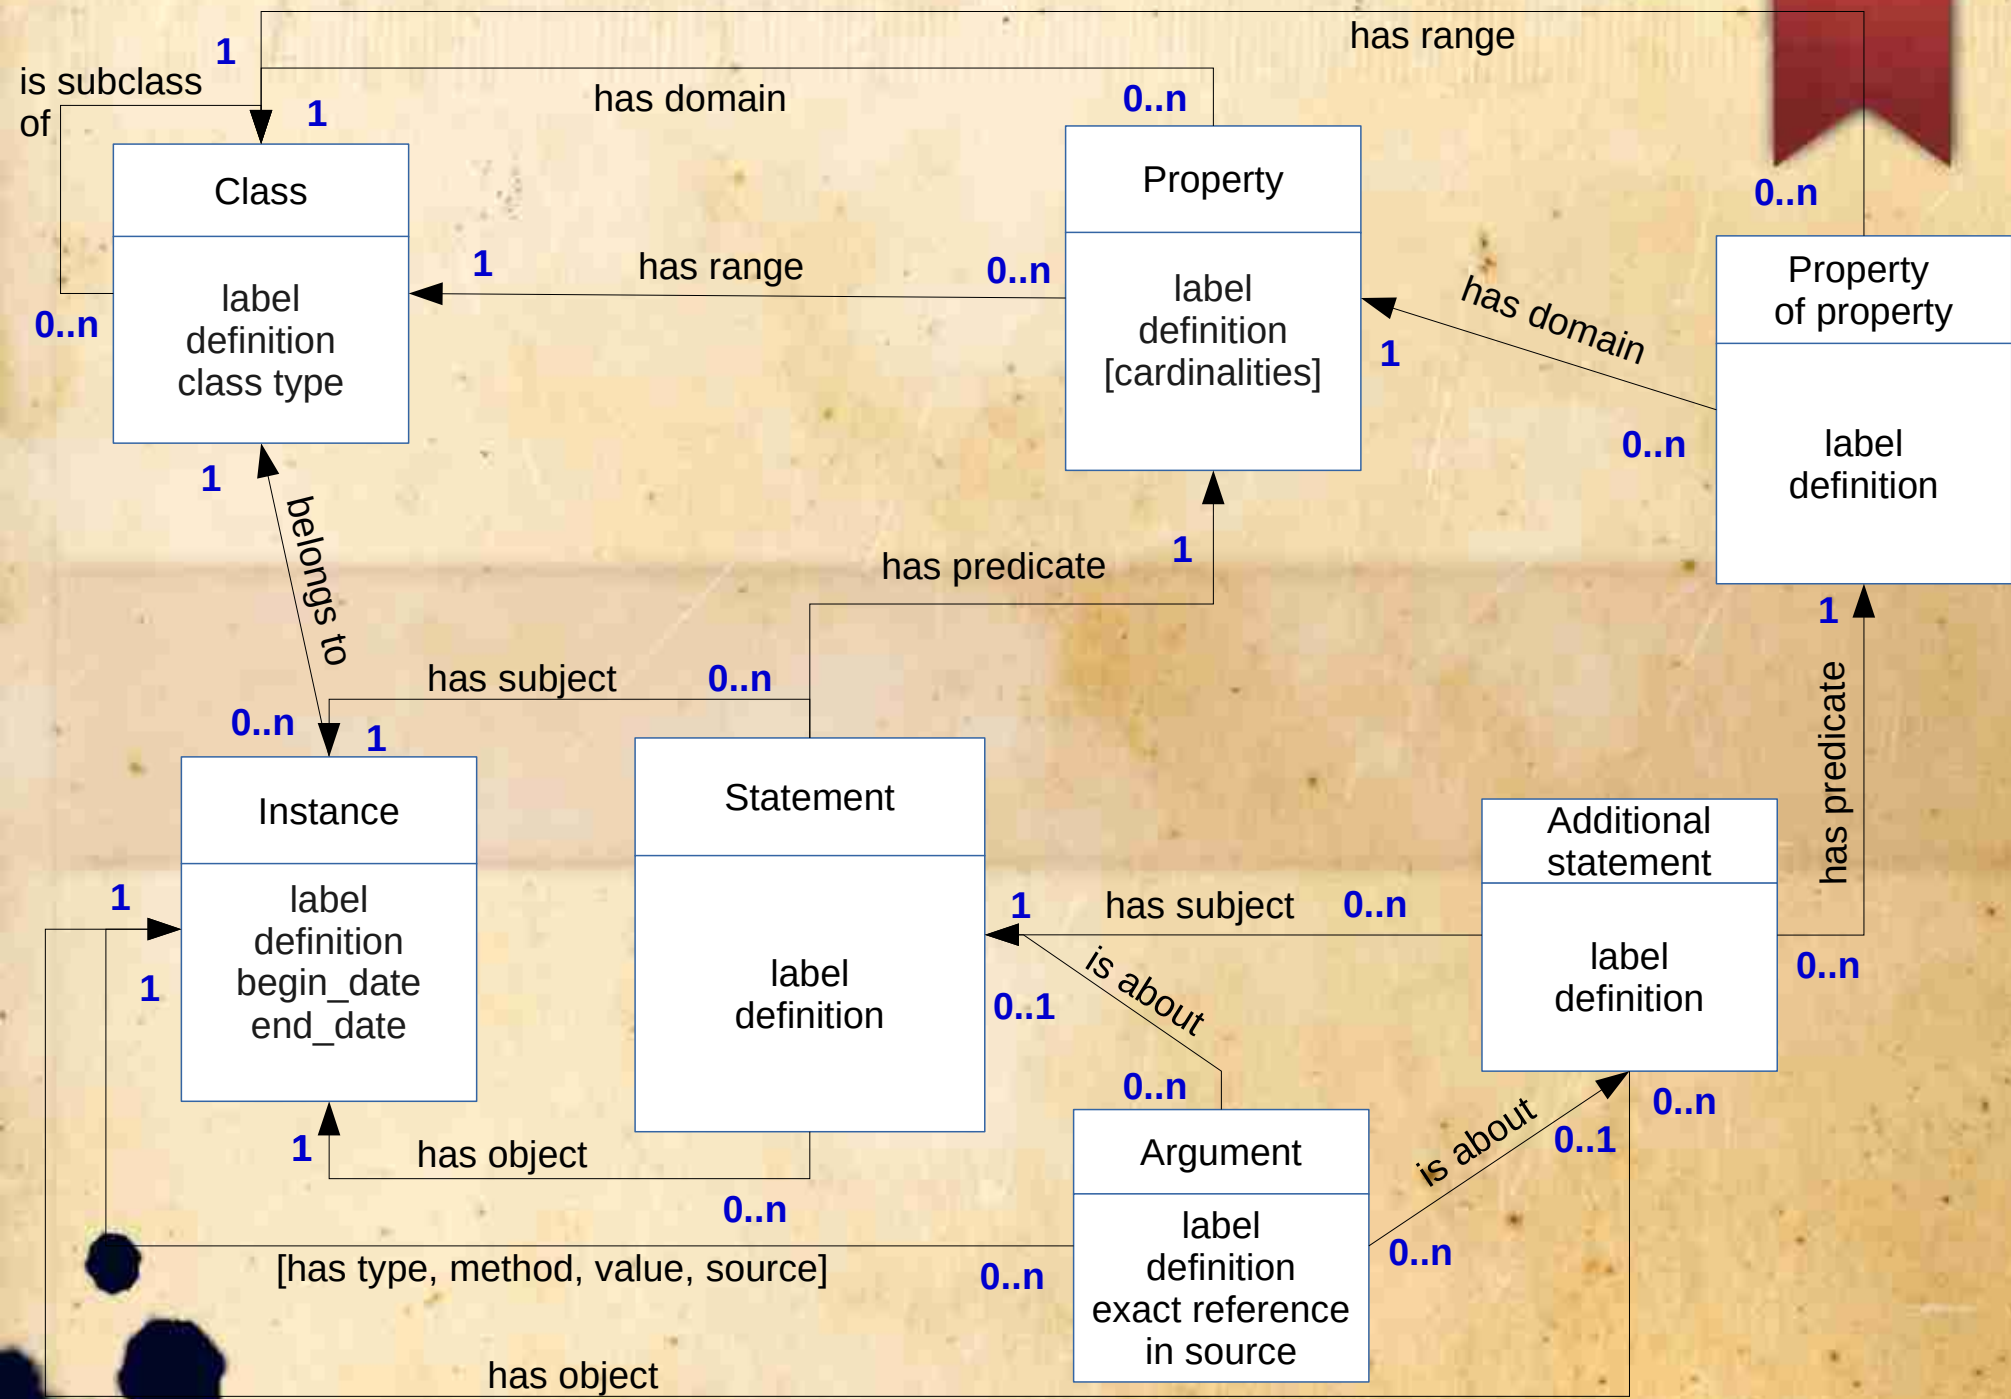 has range
1
is subclass
of
has domain
0..n
1
Class
label
definition
class type
0..n
Property
label
definition
[cardinalities]
1
has range
0..n
0..n
Property
of property
label
definition
has domain
1
0..n
1
belongs to
has predicate
1
1
has predicate
has subject
0..n
0..n
1
Instance
label
definition
begin_date
end_date
Statement
label
definition
Additional
statement
label
definition
1
1
1
has subject
0..n
0..n
is about
0..1
0..n
1
has object
0..n
Argument
label
definition
exact reference
in source
is about
0..1
0..n
0..n
[has type, method, value, source]
0..n
has object